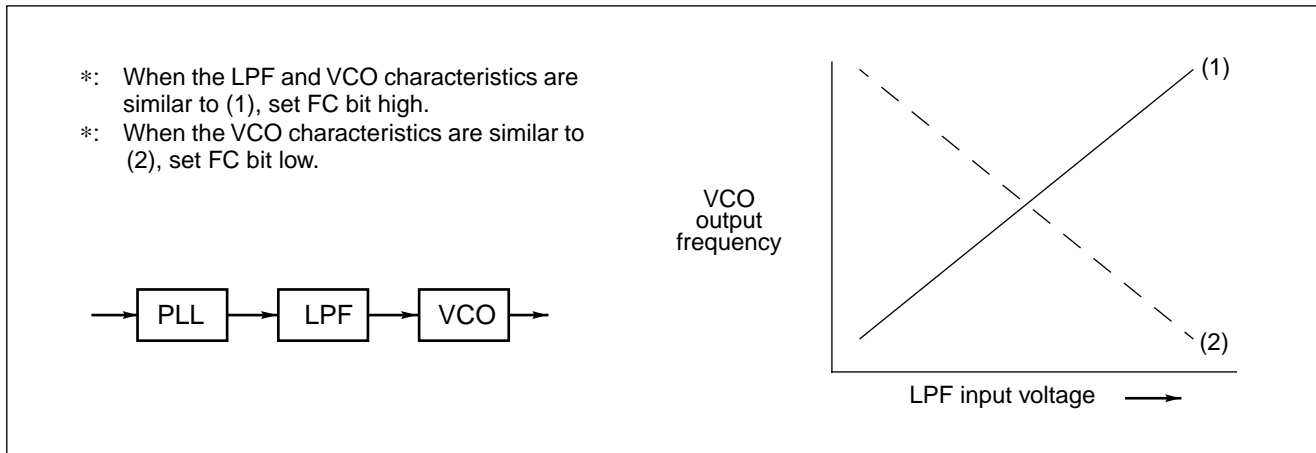 ∗: When the LPF and VCO characteristics are
similar to (1), set FC bit high.
∗: When the VCO characteristics are similar to
(2), set FC bit low.
PLL
LPF
VCO
VCO
output
frequency
(1)
(2)
LPF input voltage